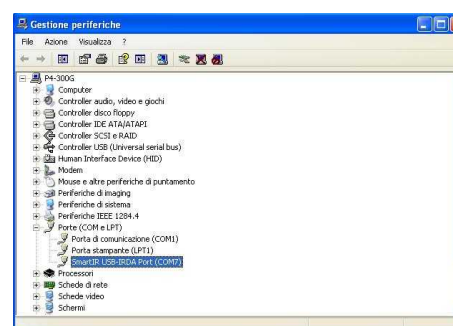 Gestione periferiche
File Azione Visualizza ?
P4-300G
Computer
Controller audio, video e giochi
Controller disco floppy
Controller IDE ATA/ATAPI
Controller SCSI e RAID
Controller USB (Universal serial bus)
Human Interface Device (HID)
Modem
Mouse e altre periferiche di puntamento
Periferiche di imaging
Periferiche di sistema
Periferiche IEEE 1284.4
Porte (COM e LPT)
Porta di comunicazione (COM1)
Porta stampante (LPT1)
SmartIR USB-IRDA Port (COM7)
Processori
Schede di rete
Schede video
Schermi